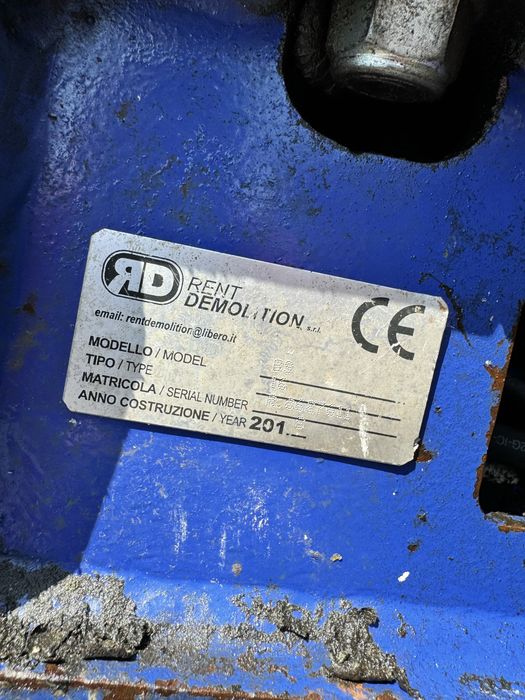 RD
RENT
DEMOLITION s.r.l.
CE
email: rentdemolition@libero.it
MODELLO / MODEL
TIPO / TYPE
MATRICOLA / SERIAL NUMBER
ANNO COSTRUZIONE / YEAR 201